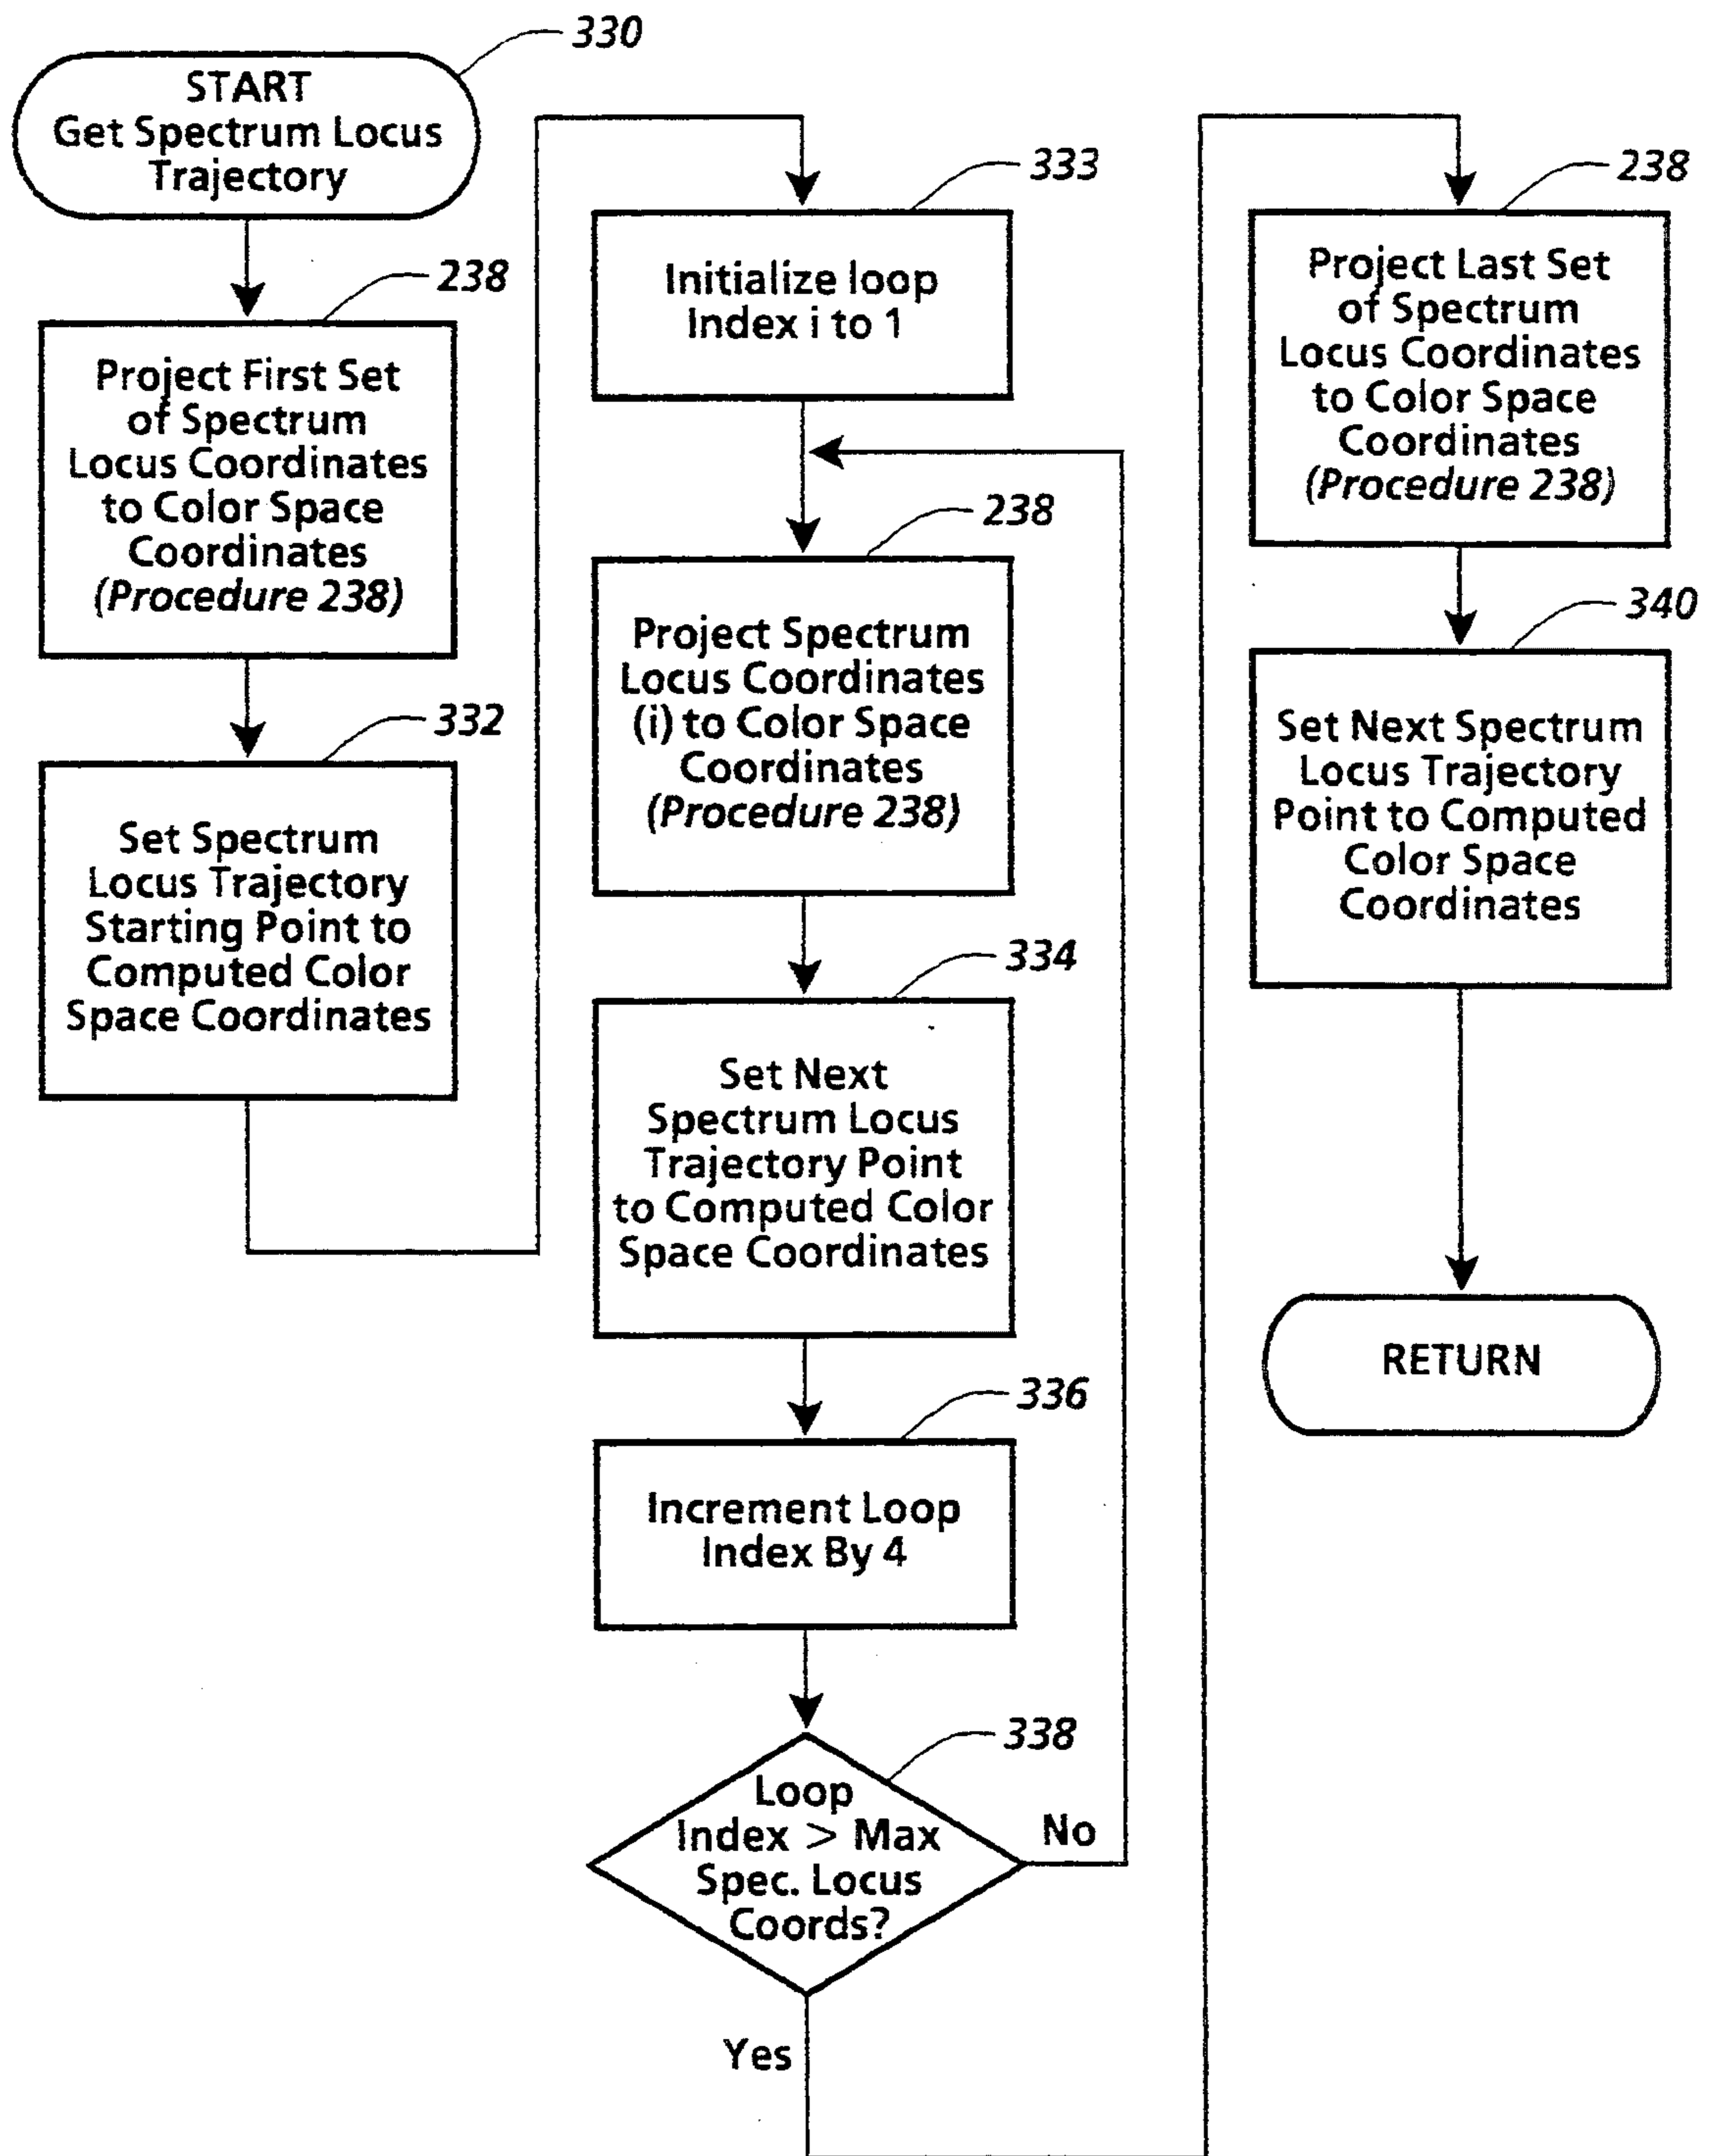 330
START
Get Spectrum Locus
Trajectory
238
Project First Set
of Spectrum
Locus Coordinates
to Color Space
Coordinates
(Procedure 238)
332
Set Spectrum
Locus Trajectory
Starting Point to
Computed Color
Space Coordinates
333
Initialize loop
Index i to 1
238
Project Spectrum
Locus Coordinates
(i) to Color Space
Coordinates
(Procedure 238)
334
Set Next
Spectrum Locus
Trajectory Point
to Computed Color
Space Coordinates
336
Increment Loop
Index By 4
338
Loop
Index > Max
Spec. Locus
Coords?
No
Yes
238
Project Last Set
of Spectrum
Locus Coordinates
to Color Space
Coordinates
(Procedure 238)
340
Set Next Spectrum
Locus Trajectory
Point to Computed
Color Space
Coordinates
RETURN